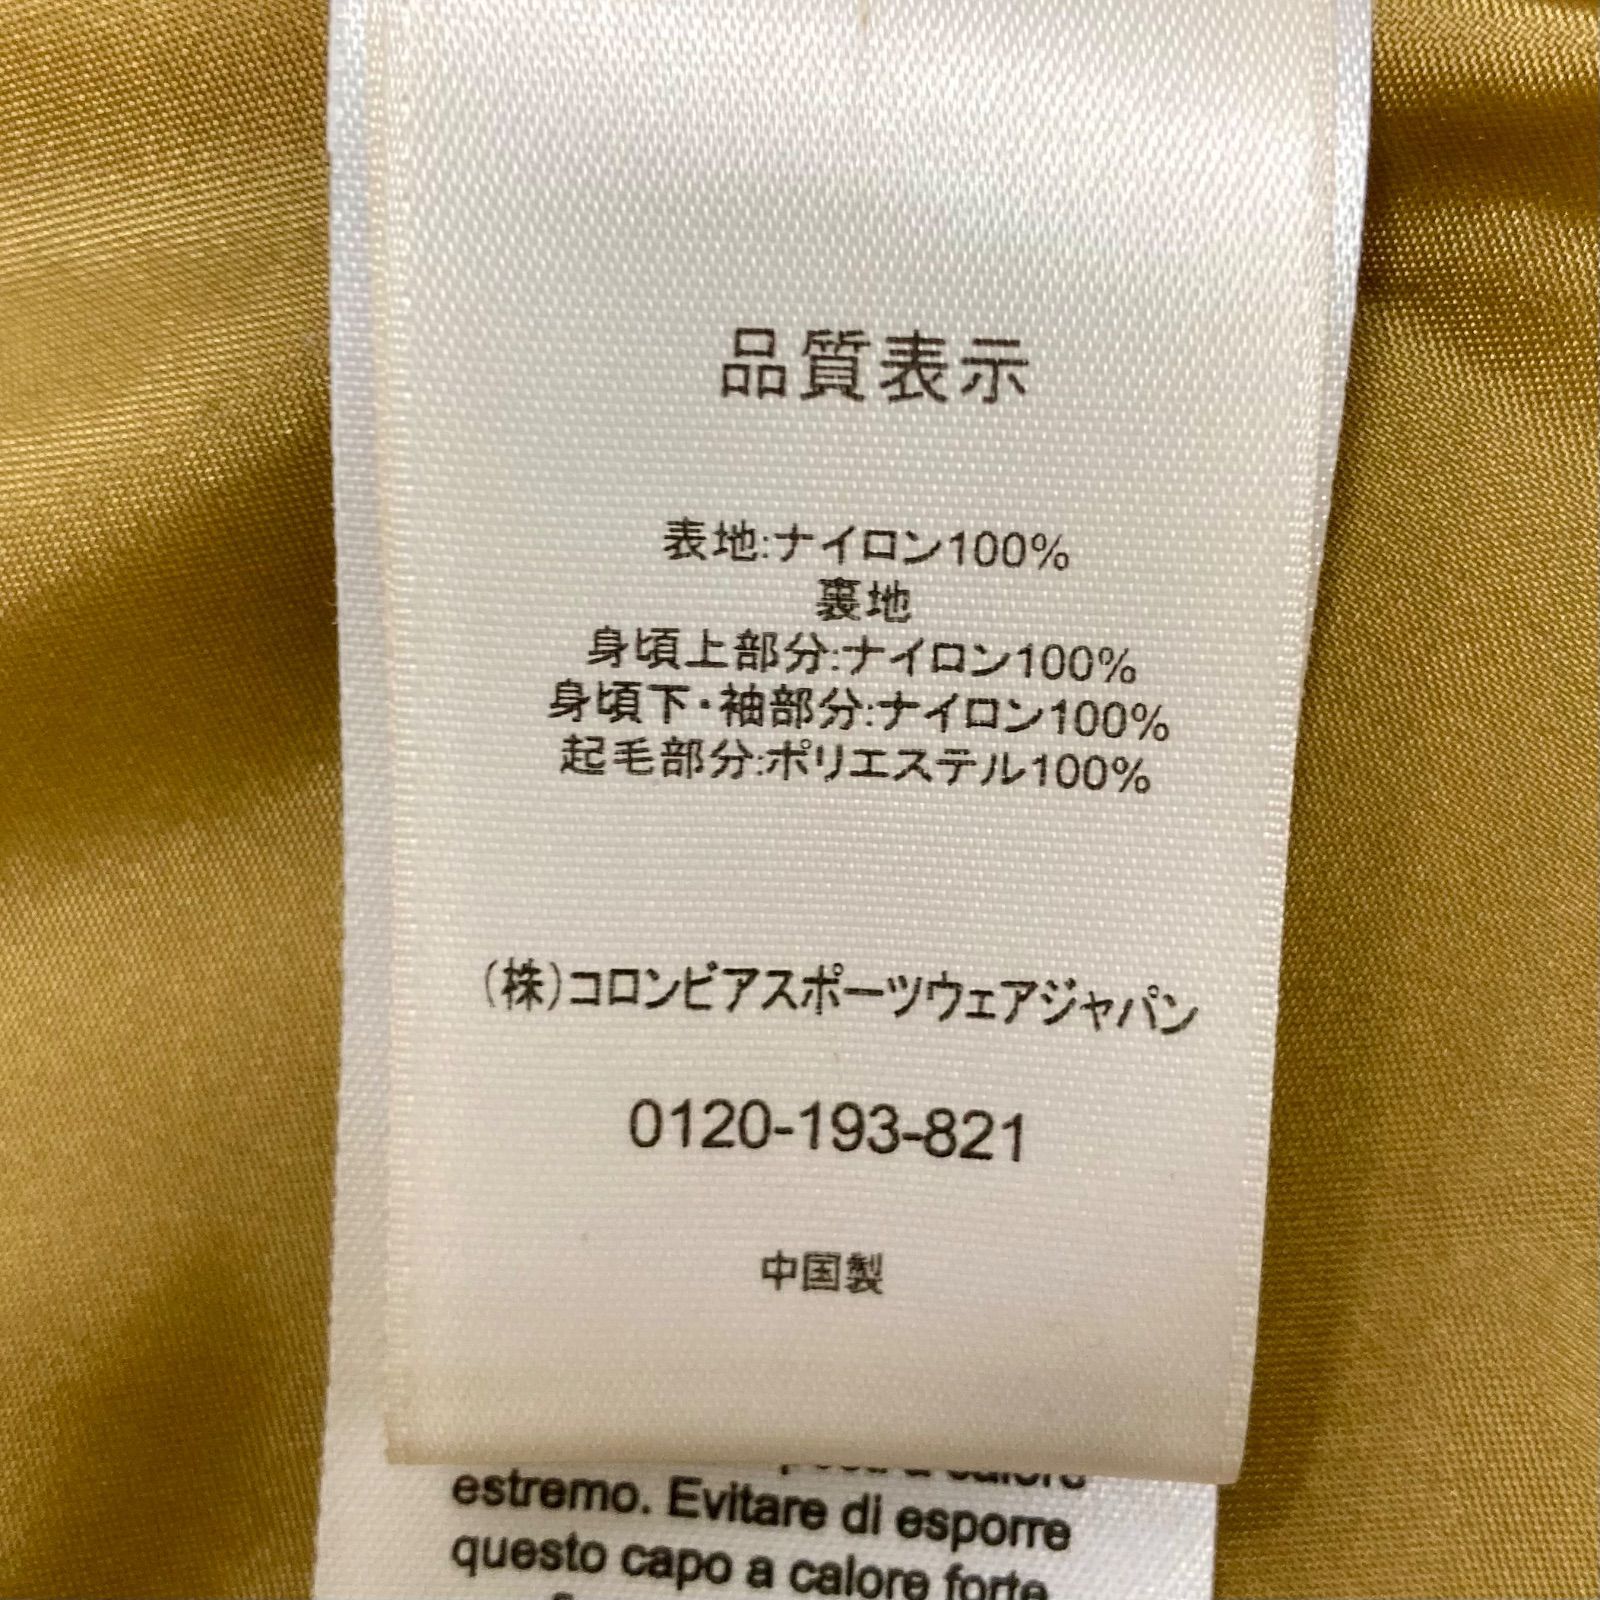 品質表示
表地:ナイロン100%
裏地
身頃上部分:ナイロン100%
身頃下・袖部分:ナイロン100%
起毛部分:ポリエステル100%
(株)コロンビアスポーツウェアジャパン
0120-193-821
中国製
a calore
estremo. Evitare di esporre
questo capo a calore forte